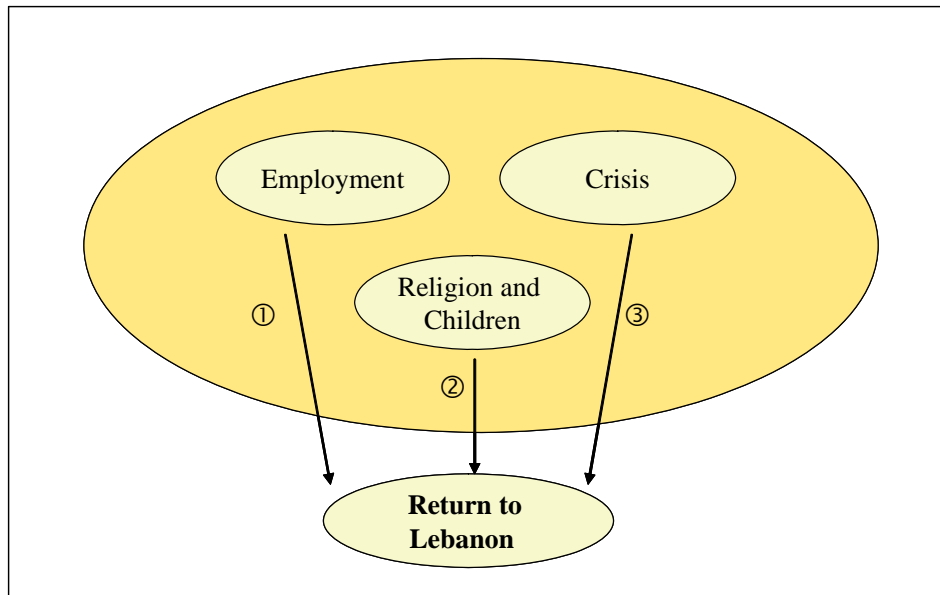 Employment
Crisis
Religion and
Children
①
③
②
Return to
Lebanon